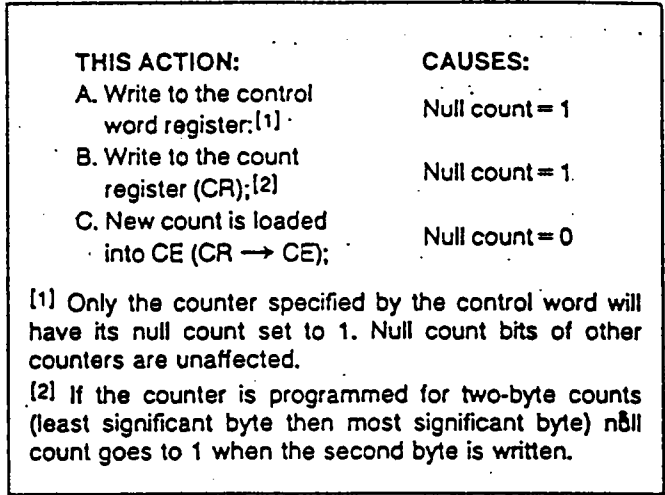 THIS ACTION: CAUSES:
A. Write to the control
word register;[1] Null count = 1
B. Write to the count
register (CR);[2] Null count = 1
C. New count is loaded
into CE (CR → CE); Null count = 0
[1] Only the counter specified by the control word will
have its null count set to 1. Null count bits of other
counters are unaffected.
[2] If the counter is programmed for two-byte counts
(least significant byte then most significant byte) null
count goes to 1 when the second byte is written.